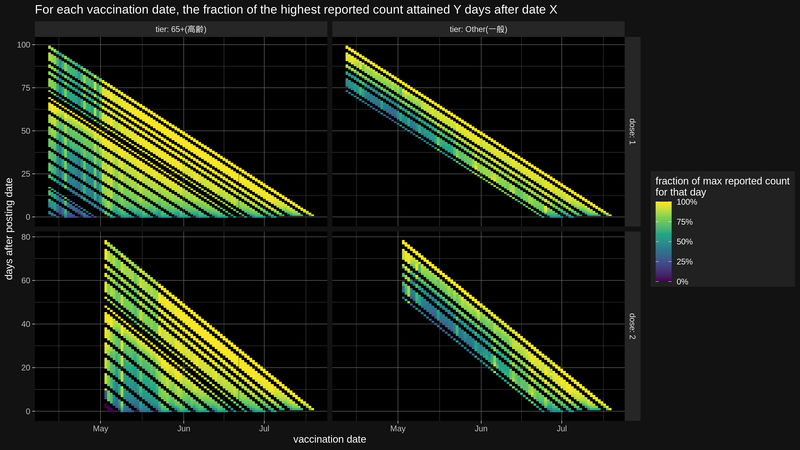 For each vaccination date, the fraction of the highest reported count attained Y days after date X
tier: 65+(高齢)
tier: Other(一般)
100
75
50
25
0
dose: 1
80
60
40
20
0
dose: 2
days after posting date
May
Jun
Jul
May
Jun
Jul
vaccination date
fraction of max reported count
for that day
100%
75%
50%
25%
0%